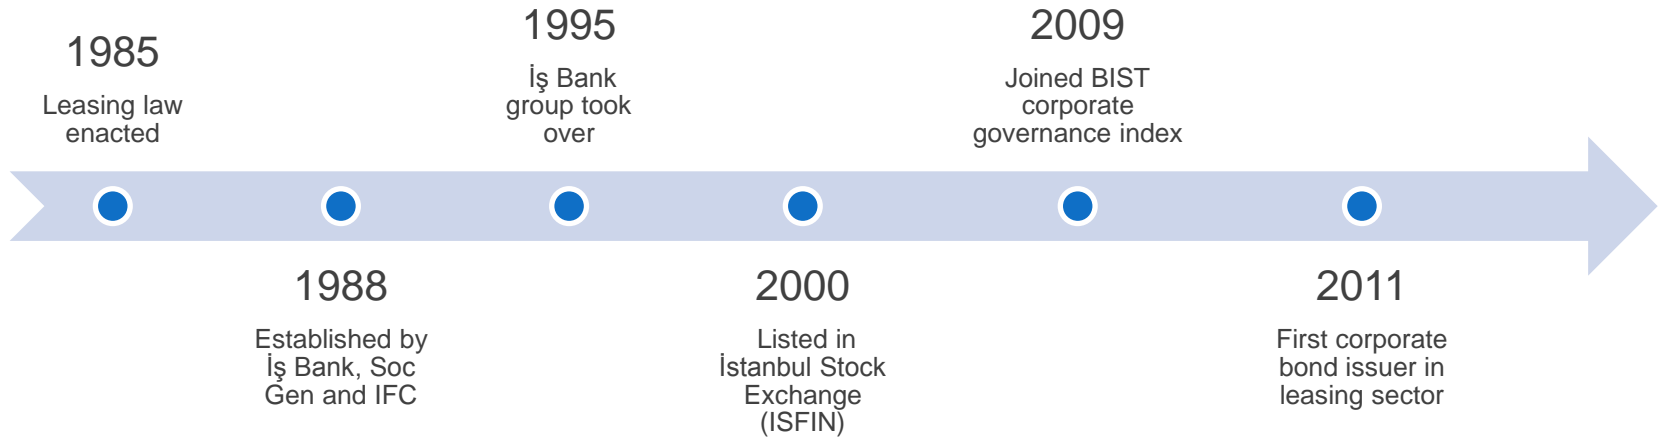 1985
Leasing law
enacted
1988
Established by
İş Bank, Soc
Gen and IFC
1995
İş Bank
group took
over
2000
Listed in
İstanbul Stock
Exchange
(ISFIN)
2009
Joined BIST
corporate
governance index
2011
First corporate
bond issuer in
leasing sector